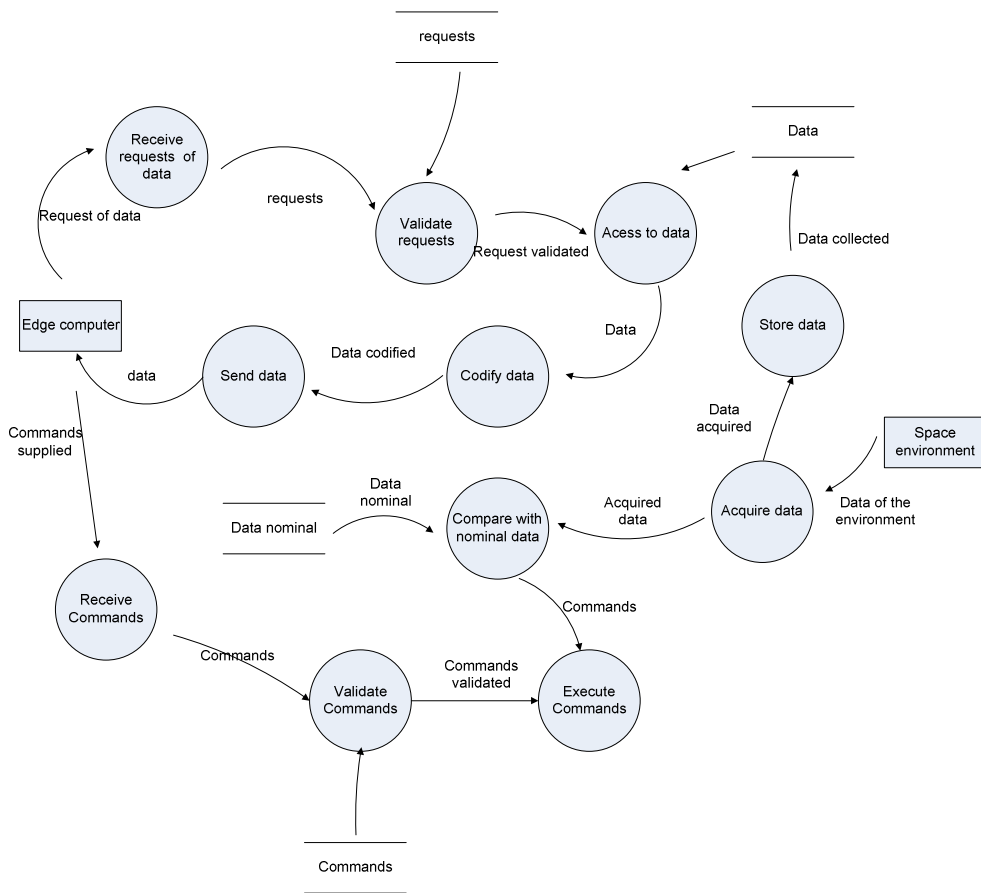 requests
Receive
requests of
data
Data
Request of data
requests
Validate
requests
Request validated
Acess to data
Data collected
Edge computer
Send data
Data codified
Codify data
Data
Store data
data
Commands
supplied
Data
acquired
Space
environment
Data
nominal
Data nominal
Compare with
nominal data
Acquired
data
Acquire data
Data of the
environment
Receive
Commands
Commands
Commands
Validate
Commands
Commands
validated
Execute
Commands
Commands